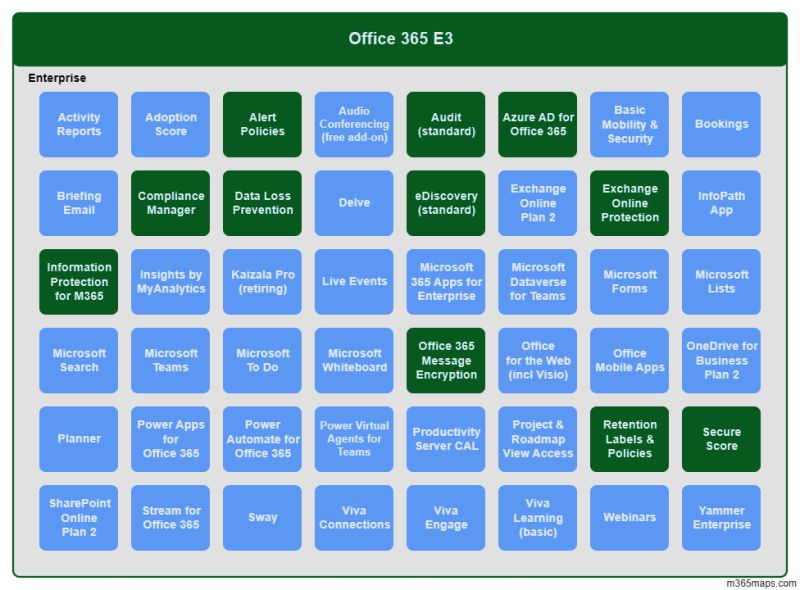 Office 365 E3
Enterprise
Activity
Reports
Adoption
Score
Alert
Policies
Audio
Conferencing
(free add-on)
Audit
(standard)
Azure AD for
Office 365
Basic
Mobility &
Security
Bookings
Briefing
Email
Compliance
Manager
Data Loss
Prevention
Delve
eDiscovery
(standard)
Exchange
Online
Plan 2
Exchange
Online
Protection
InfoPath
App
Information
Protection
for M365
Insights by
MyAnalytics
Kaizala Pro
(retiring)
Live Events
Microsoft
365 Apps for
Enterprise
Microsoft
Dataverse
for Teams
Microsoft
Forms
Microsoft
Lists
Microsoft
Search
Microsoft
Teams
Microsoft
To Do
Microsoft
Whiteboard
Office 365
Message
Encryption
Office
for the Web
(incl Visio)
Office
Mobile Apps
OneDrive for
Business
Plan 2
Planner
Power Apps
for
Office 365
Power
Automate for
Office 365
Power Virtual
Agents for
Teams
Productivity
Server CAL
Project &
Roadmap
View Access
Retention
Labels &
Policies
Secure
Score
SharePoint
Online
Plan 2
Stream for
Office 365
Sway
Viva
Connections
Viva
Engage
Viva
Learning
(basic)
Webinars
Yammer
Enterprise
m365maps.com